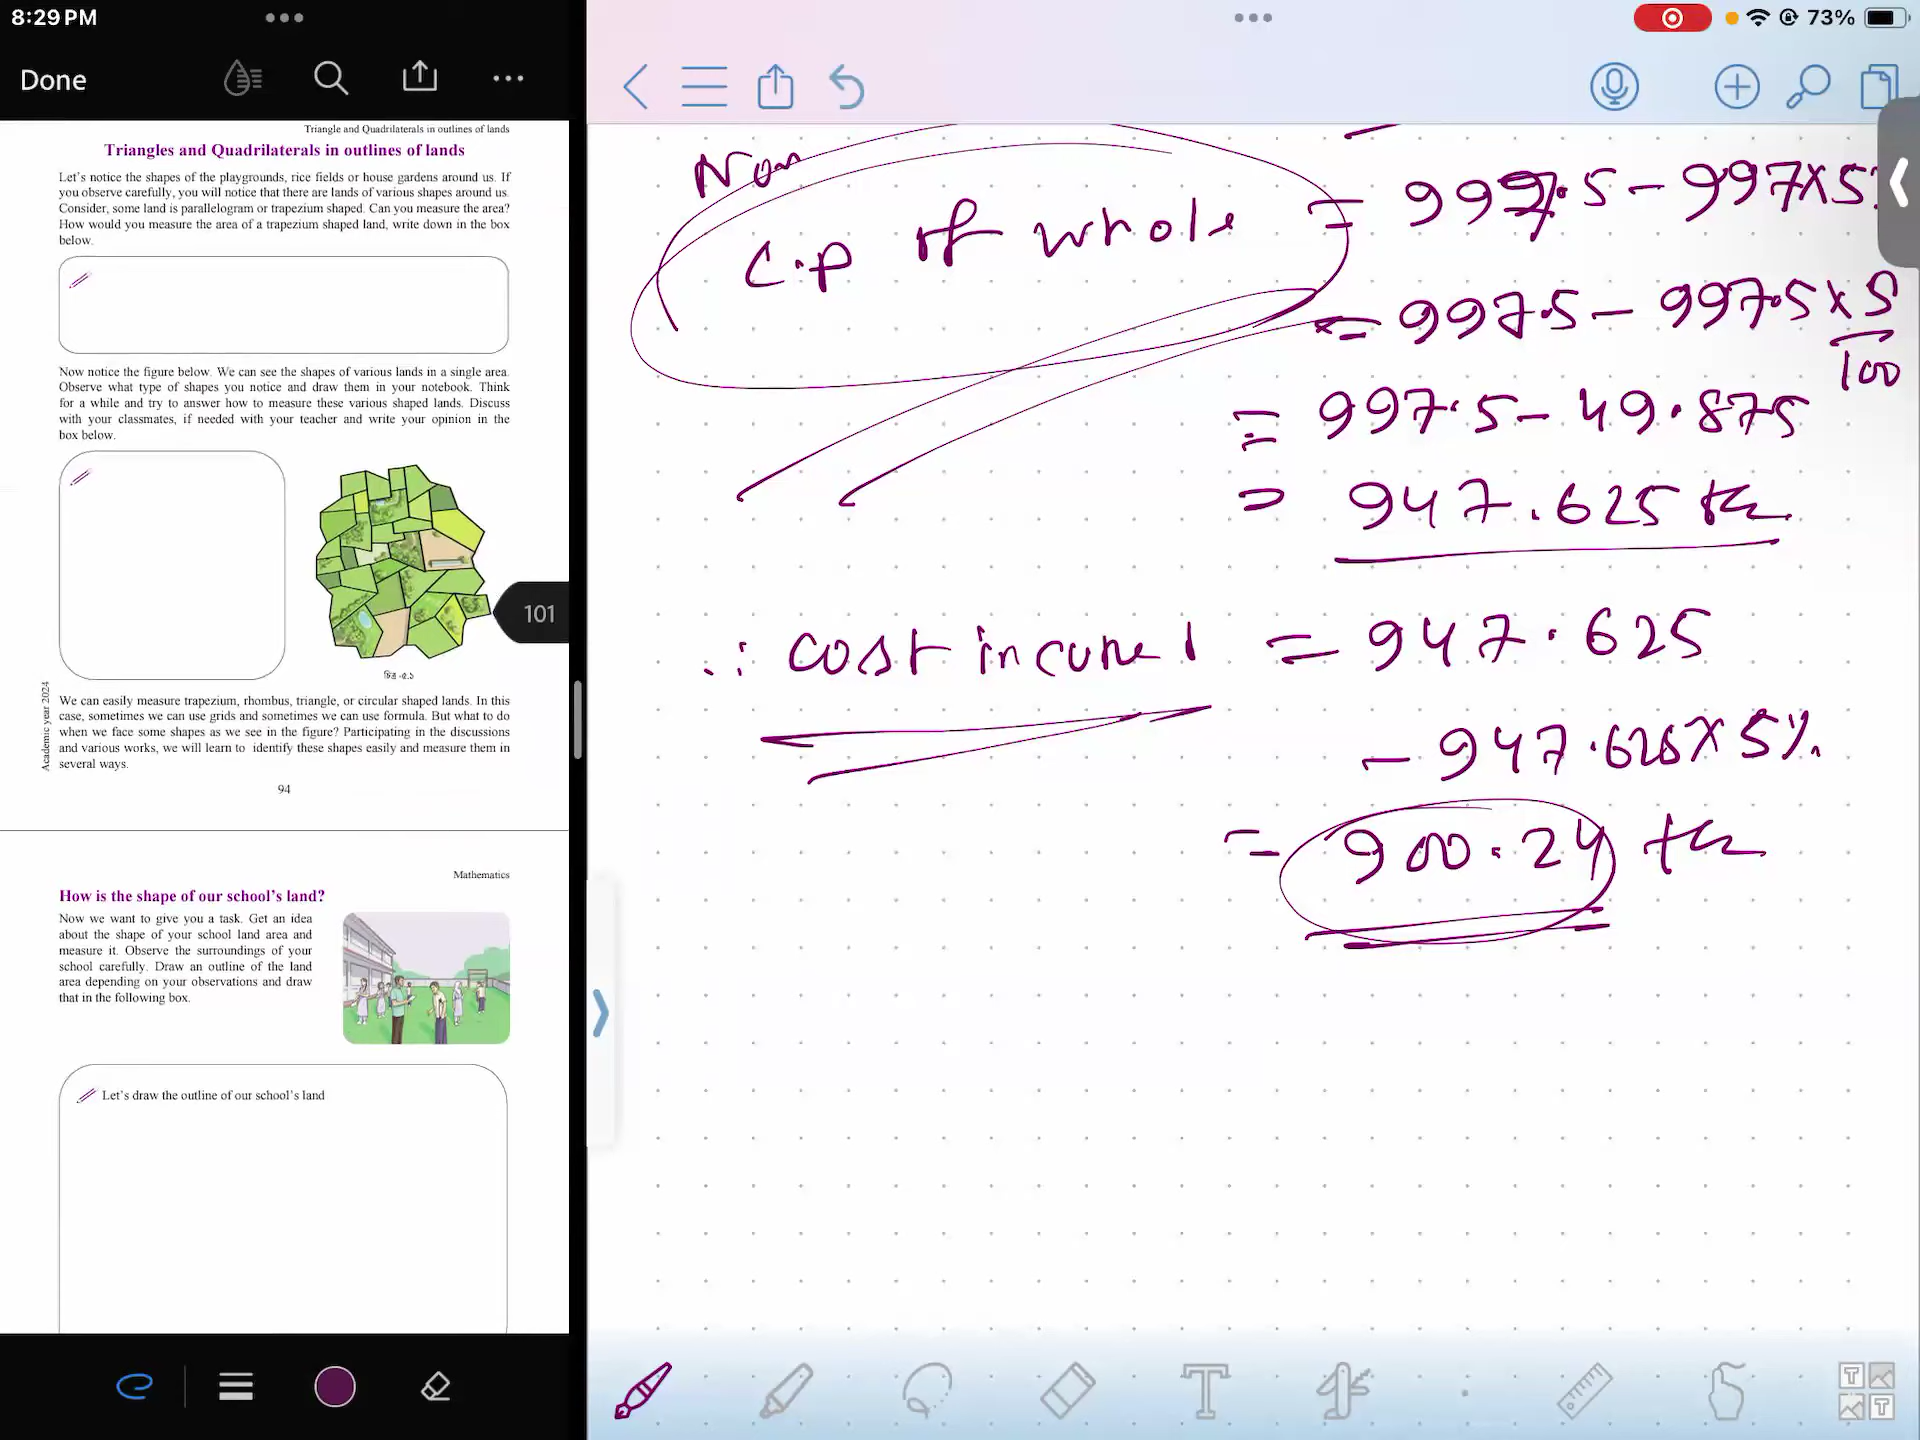 8:29 PM
73%
Done
Triangle and Quadrilaterals in outlines of lands
Triangles and Quadrilaterals in outlines of lands
Let's notice the shapes of the playgrounds, rice fields or house gardens around us. If
you observe carefully, you will notice that there are lands of various shapes around us.
Consider, some land is parallelogram or trapezium shaped. Can you measure the area?
How would you measure the area of a trapezium shaped land, write down in the box
below.
Now notice the figure below. We can see the shapes of various lands in a single area.
Observe what type of shapes you notice and draw them in your notebook. Think
for a while and try to answer how to measure these various shaped lands. Discuss
with your classmates, if needed with your teacher and write your opinion in the
box below.
101
Academic year 2024
We can easily measure trapezium, rhombus, triangle, or circular shaped lands. In this
case, sometimes we can use grids and sometimes we can use formula. But what to do
when we face some shapes as we see in the figure? Participating in the discussions
and various works, we will learn to identify these shapes easily and measure them in
several ways.
94
Mathematics
How is the shape of our school's land?
Now we want to give you a task. Get an idea
about the shape of your school land area and
measure it. Observe the surroundings of your
school carefully. Draw an outline of the land
area depending on your observations and draw
that in the following box.
Let's draw the outline of our school's land
Now
C.P of whole = 997.5 - 997 X 5
= 997.5 - 997.5 x 5
100
= 997.5 - 49.875
= 947.625 tk
∴ cost incured = 947.625
- 947.625 X 5%
= 900.24 tk